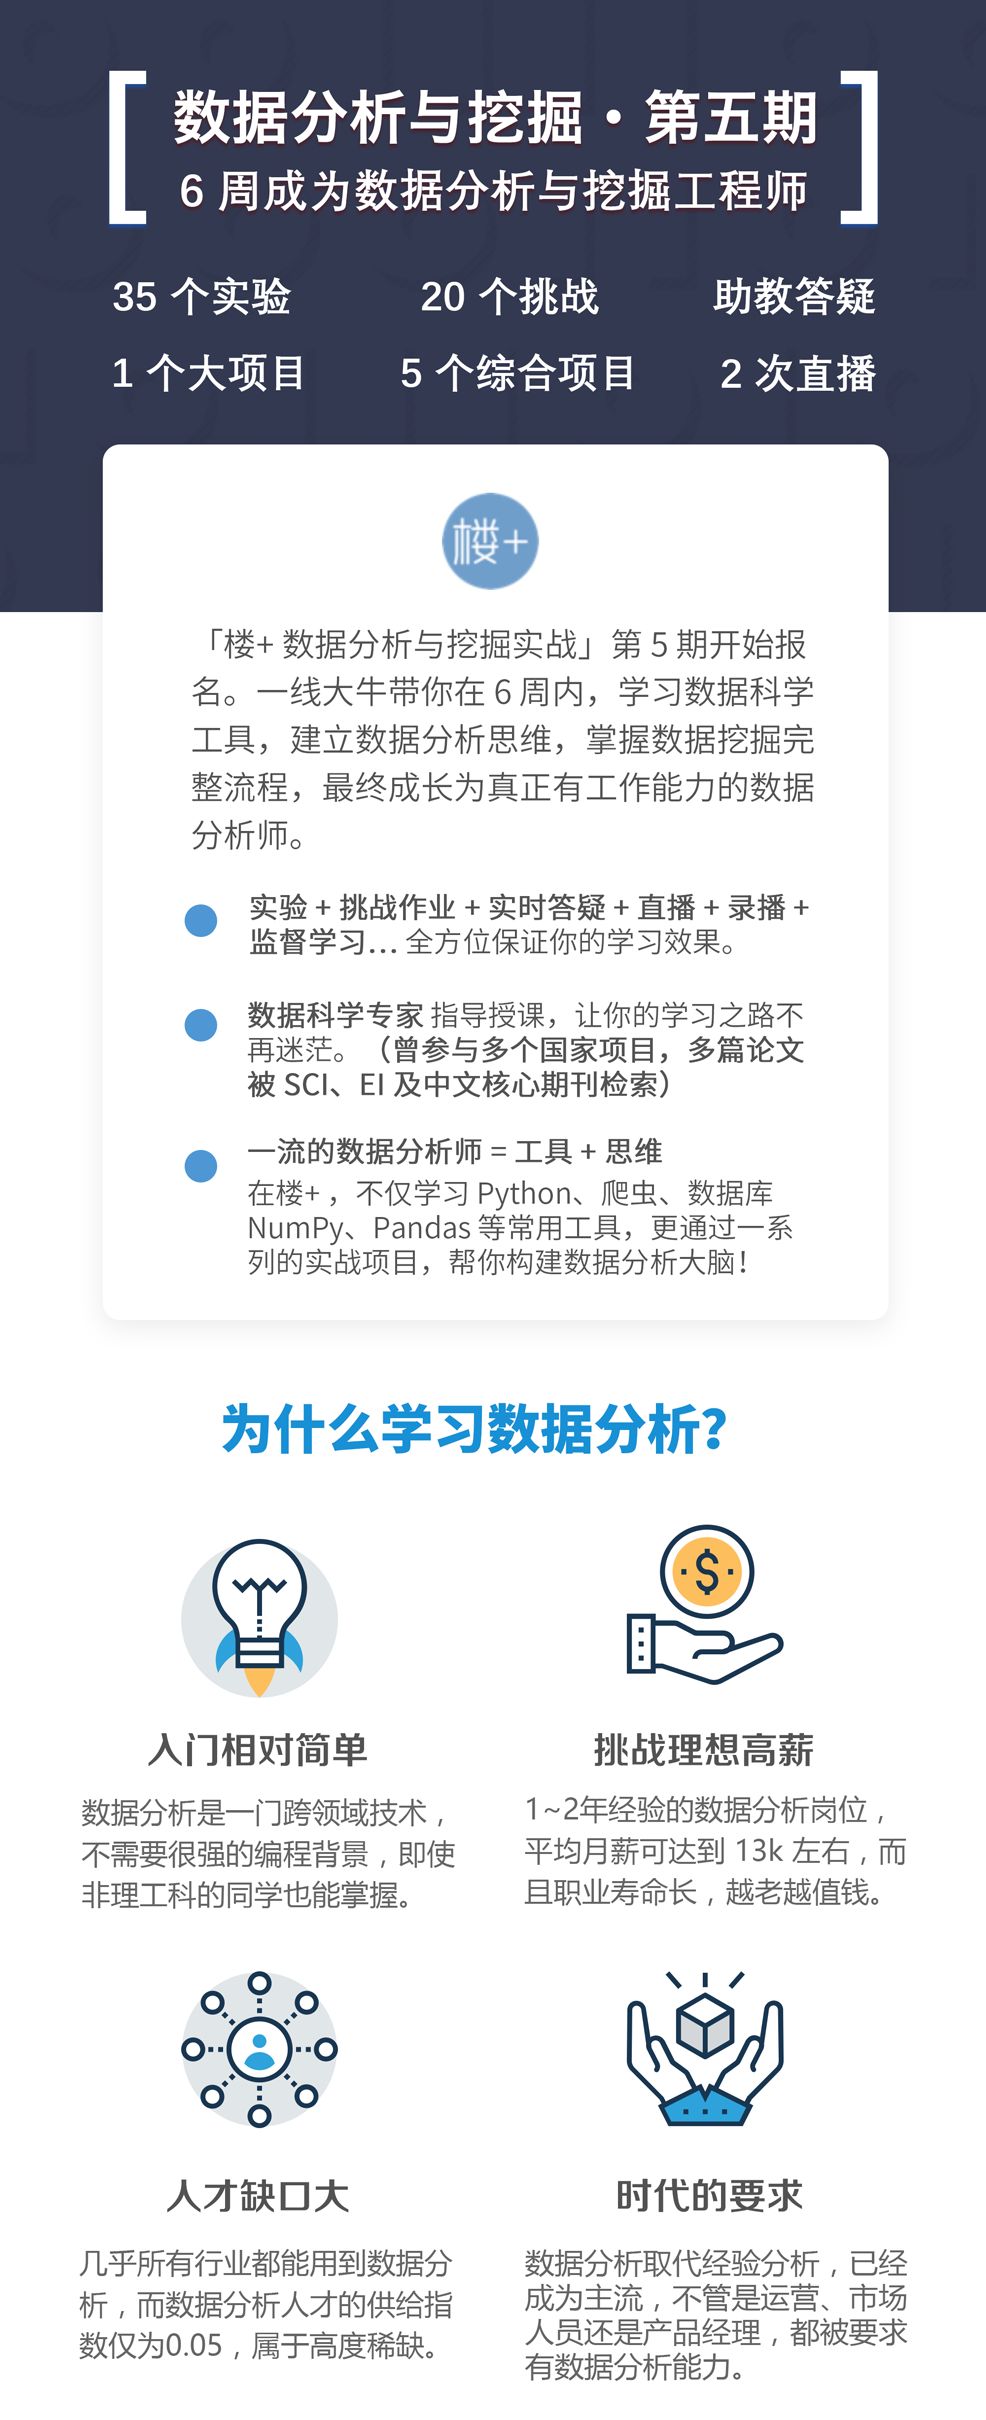 数据分析与挖掘·第五期
6 周成为数据分析与挖掘工程师
35 个实验 20 个挑战 助教答疑
1 个大项目 5 个综合项目 2 次直播
楼+
「楼+ 数据分析与挖掘实战」第 5 期开始报
名。一线大牛带你在 6 周内，学习数据科学
工具，建立数据分析思维，掌握数据挖掘完
整流程，最终成长为真正有工作能力的数据
分析师。
实验 + 挑战作业 + 实时答疑 + 直播 + 录播 +
监督学习... 全方位保证你的学习效果。
数据科学专家 指导授课，让你的学习之路不
再迷茫。（曾参与多个国家项目，多篇论文
被 SCI、EI 及中文核心期刊检索）
一流的数据分析师 = 工具 + 思维
在楼+ ，不仅学习 Python、爬虫、数据库
NumPy、Pandas 等常用工具，更通过一系
列的实战项目，帮你构建数据分析大脑！
为什么学习数据分析？
入门相对简单
数据分析是一门跨领域技术，
不需要很强的编程背景，即使
非理工科的同学也能掌握。
挑战理想高薪
1~2年经验的数据分析岗位，
平均月薪可达到 13k 左右，而
且职业寿命长，越老越值钱。
人才缺口大
几乎所有行业都能用到数据分
析，而数据分析人才的供给指
数仅为0.05，属于高度稀缺。
时代的要求
数据分析取代经验分析，已经
成为主流，不管是运营、市场
人员还是产品经理，都被要求
有数据分析能力。